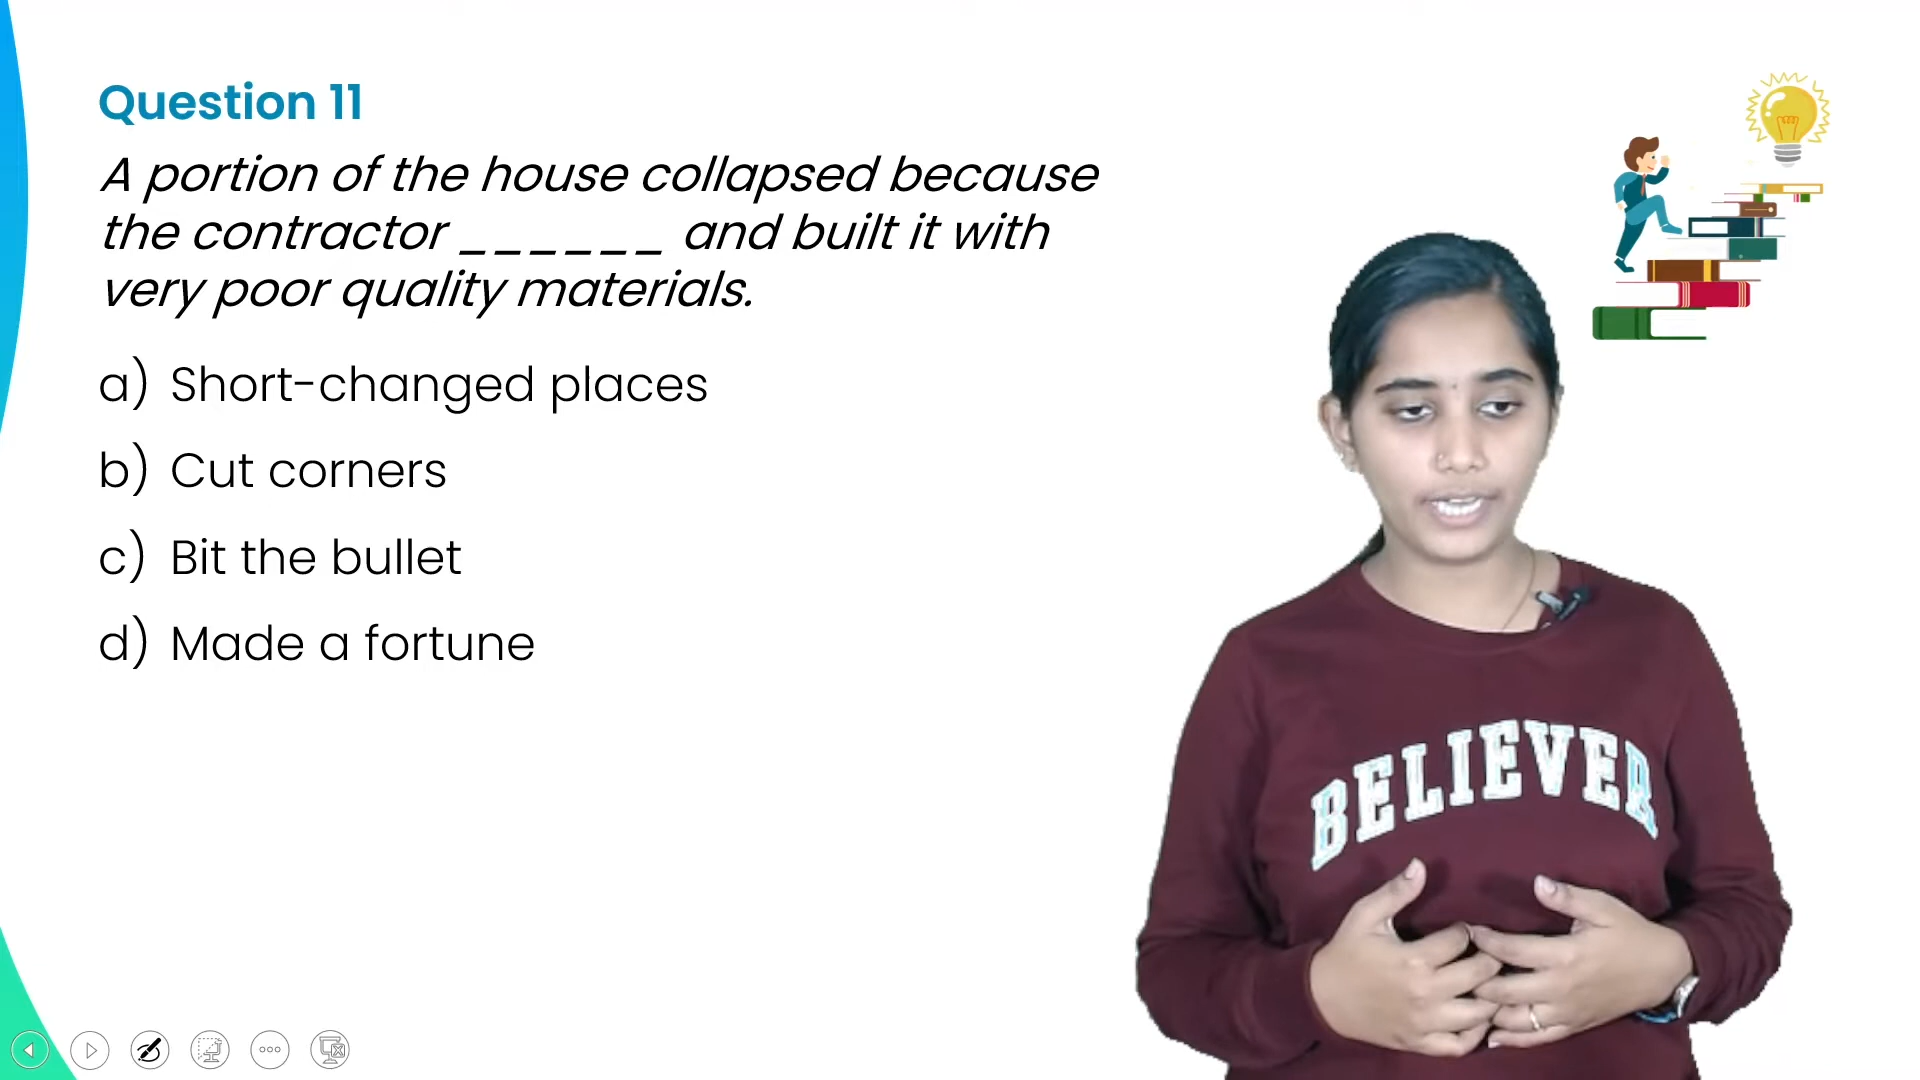 Question 11
A portion of the house collapsed because
the contractor ______ and built it with
very poor quality materials.
a) Short-changed places
b) Cut corners
c) Bit the bullet
d) Made a fortune
BELIEVER